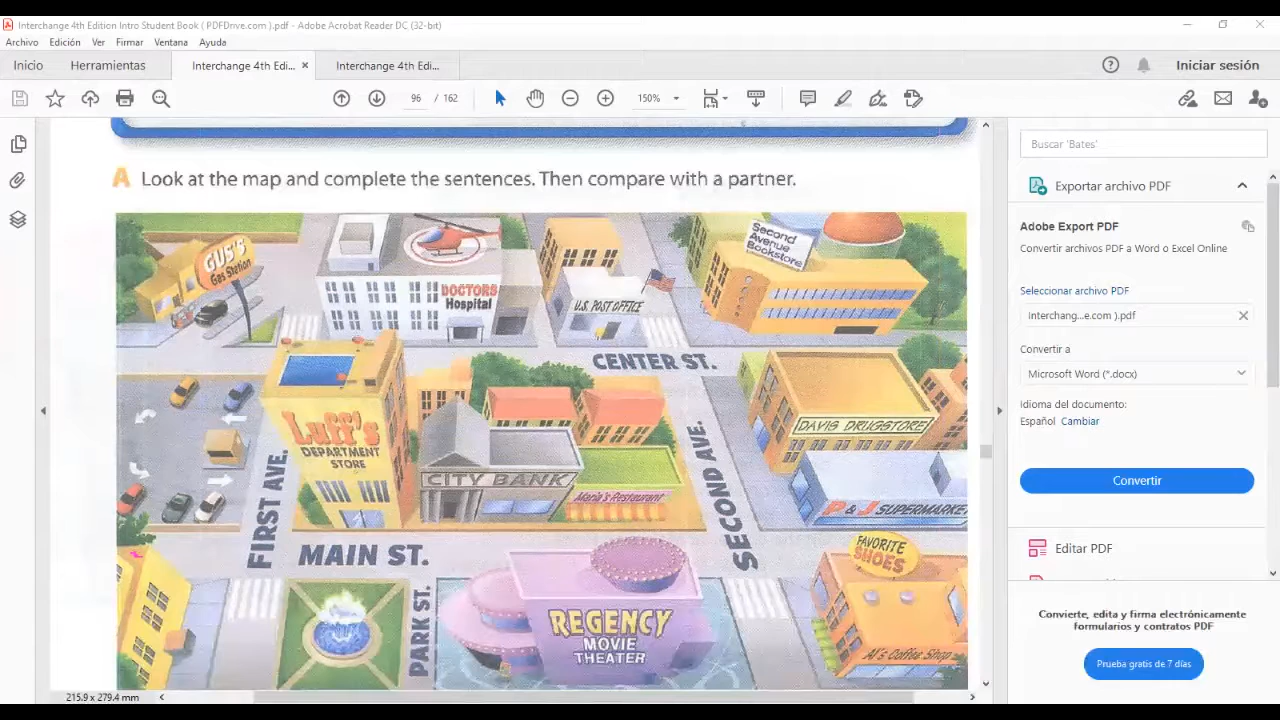 Interchange 4th Edition Intro Student Book ( PDFDrive.com ).pdf - Adobe Acrobat Reader DC (32-bit)
Archivo Edición Ver Firmar Ventana Ayuda
Inicio Herramientas Interchange 4th Edi... × Interchange 4th Edi... Iniciar sesión
96 / 162 150%
A Look at the map and complete the sentences. Then compare with a partner.
GUS'S
Gas Station
DOCTORS
Hospital
U.S. POST OFFICE
Second
Avenue
Bookstore
CENTER ST.
Luff's
DEPARTMENT
STORE
CITY BANK
Maria's Restaurant
DAVIS DRUGSTORE
P & J SUPERMARKET
FIRST AVE.
SECOND AVE.
MAIN ST.
PARK ST.
REGENCY
MOVIE
THEATER
FAVORITE
SHOES
Al's Coffee Shop
215.9 x 279.4 mm
Buscar 'Bates'
Exportar archivo PDF
Adobe Export PDF
Convertir archivos PDF a Word o Excel Online
Seleccionar archivo PDF
Interchang...e.com ).pdf
Convertir a
Microsoft Word (*.docx)
Idioma del documento:
Español Cambiar
Convertir
Editar PDF
Convierte, edita y firma electrónicamente
formularios y contratos PDF
Prueba gratis de 7 días